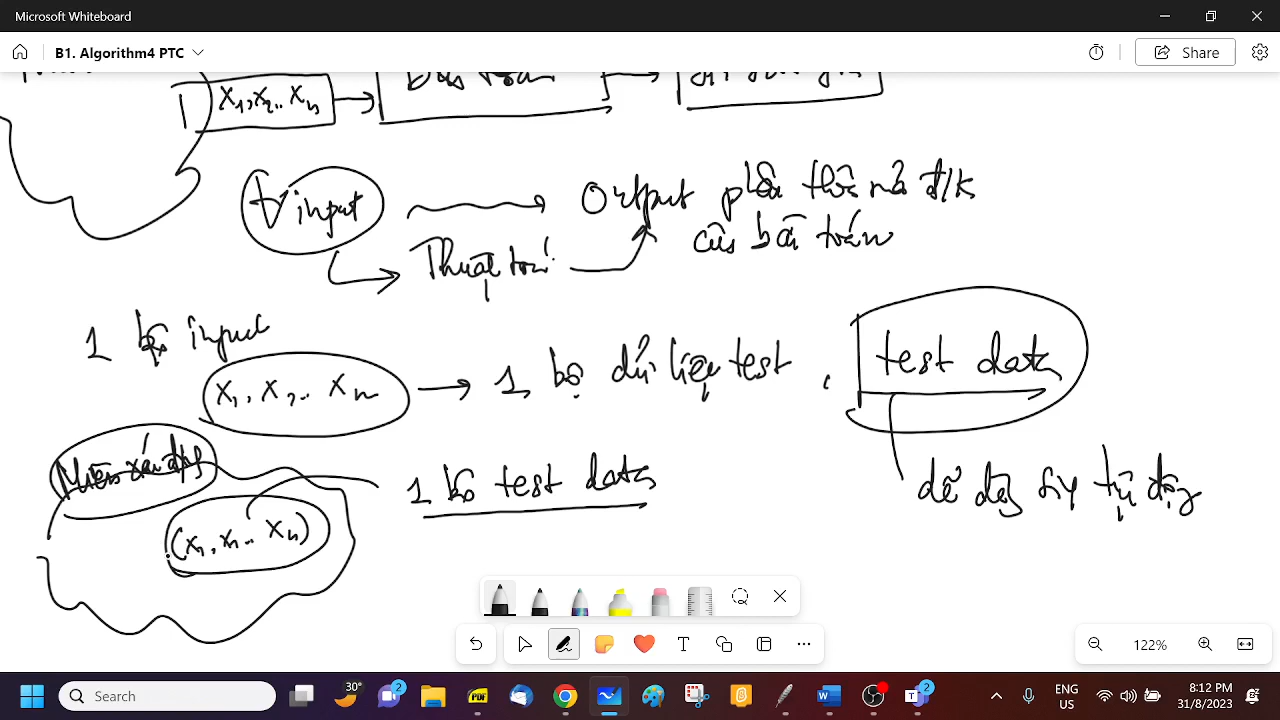 Microsoft Whiteboard
B1. Algorithm4 PTC
Share
x₁, x₂.. xₙ
∀ input
Output phải thỏa mãn đ/k
của bài toán
Thuật toán
1 bộ input
x₁, x₂.. xₙ
1 bộ dữ liệu test
test data
Miền xác định
(x₁, x₂.. xₙ)
1 bộ test data
dễ dàng tự động
122%
Search
30°
2
2
ENG
US
8:12 PM
31/8/2023